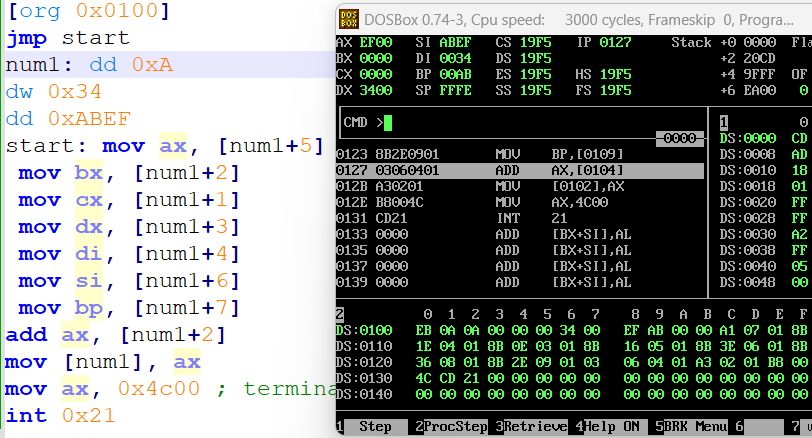 [org 0x0100]
jmp start
num1: dd 0xA
dw 0x34
dd 0xABEF
start: mov ax, [num1+5]
mov bx, [num1+2]
mov cx, [num1+1]
mov dx, [num1+3]
mov di, [num1+4]
mov si, [num1+6]
mov bp, [num1+7]
add ax, [num1+2]
mov [num1], ax
mov ax, 0x4c00 ; termina
int 0x21
DOSBox 0.74-3, Cpu speed: 3000 cycles, Frameskip 0, Progra...
AX EF00 SI ABEF CS 19F5 IP 0127 Stack +0 0000 Fla
BX 0000 DI 0034 DS 19F5 +2 20CD
CX 0000 BP 00AB ES 19F5 HS 19F5 +4 9FFF OF
DX 3400 SP FFFE SS 19F5 FS 19F5 +6 EA00 0
CMD >
0000
1 0
0123 8B2E0901 MOV BP,[0109]
0127 03060401 ADD AX,[0104]
012B A30201 MOV [0102],AX
012E B8004C MOV AX,4C00
0131 CD21 INT 21
0133 0000 ADD [BX+SI],AL
0135 0000 ADD [BX+SI],AL
0137 0000 ADD [BX+SI],AL
0139 0000 ADD [BX+SI],AL
DS:0000 CD
DS:0008 AD
DS:0010 18
DS:0018 01
DS:0020 FF
DS:0028 FF
DS:0030 A2
DS:0038 FF
DS:0040 05
DS:0048 00
2 0 1 2 3 4 5 6 7 8 9 A B C D E F
DS:0100 EB 0A 0A 00 00 00 34 00 EF AB 00 00 A1 07 01 8B
DS:0110 1E 04 01 8B 0E 03 01 8B 16 05 01 8B 3E 06 01 8B
DS:0120 36 08 01 8B 2E 09 01 03 06 04 01 A3 02 01 B8 00
DS:0130 4C CD 21 00 00 00 00 00 00 00 00 00 00 00 00 00
DS:0140 00 00 00 00 00 00 00 00 00 00 00 00 00 00 00 00
1 Step 2ProcStep 3Retrieve 4Help ON 5BRK Menu 6 7